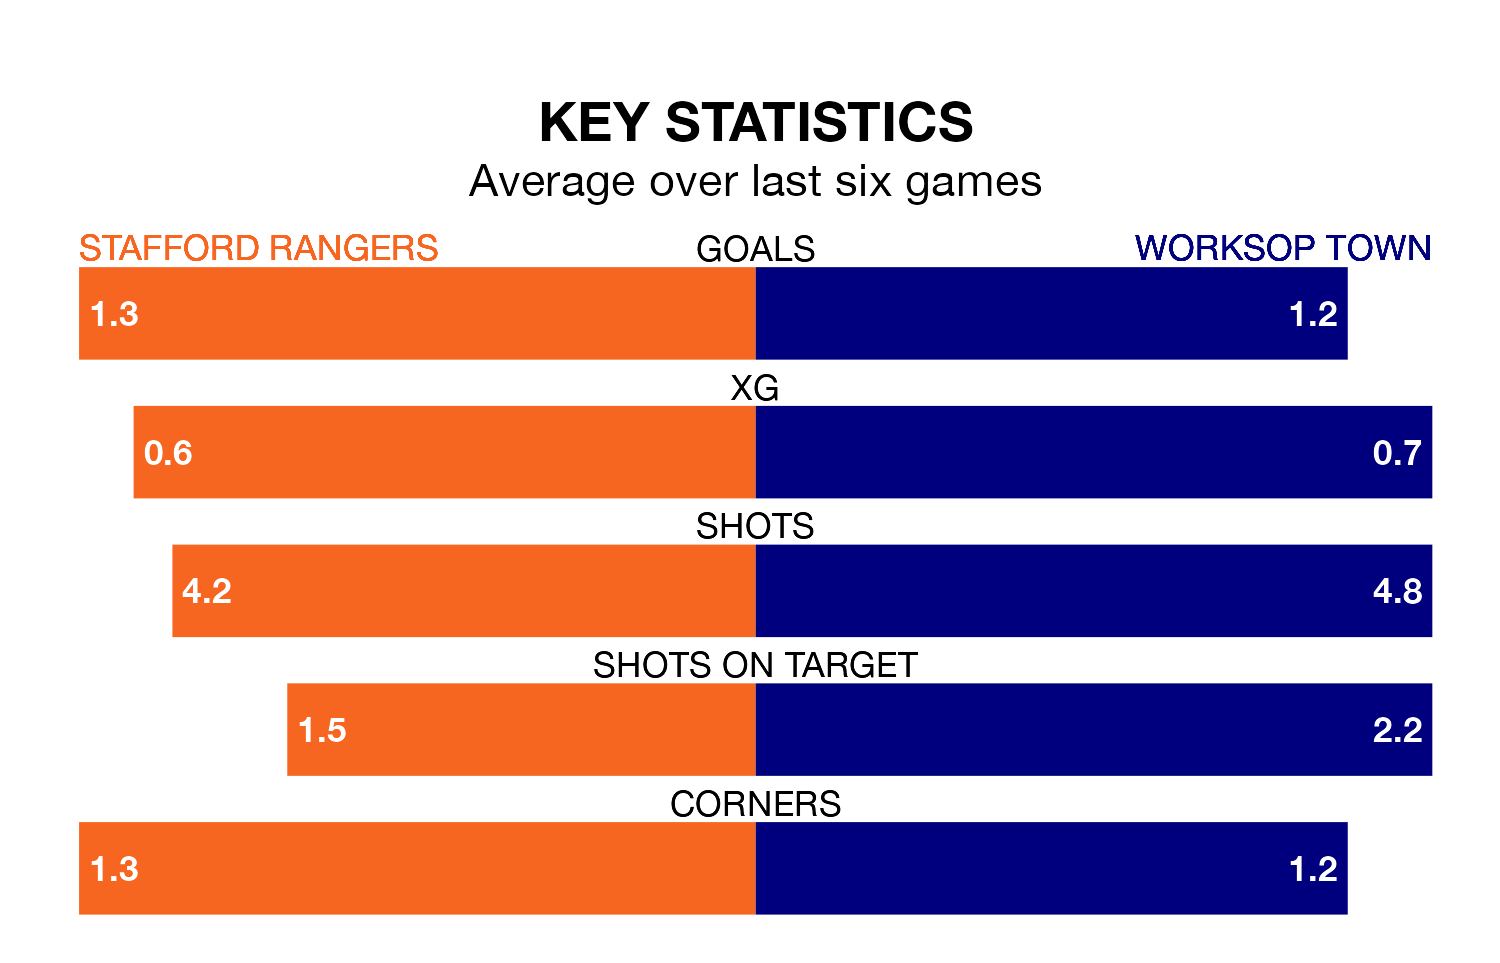 KEY STATISTICS
Average over last six games
STAFFORD RANGERS GOALS WORKSOP TOWN
1.3 1.2
XG
0.6 0.7
SHOTS
4.2 4.8
SHOTS ON TARGET
1.5 2.2
CORNERS
1.3 1.2